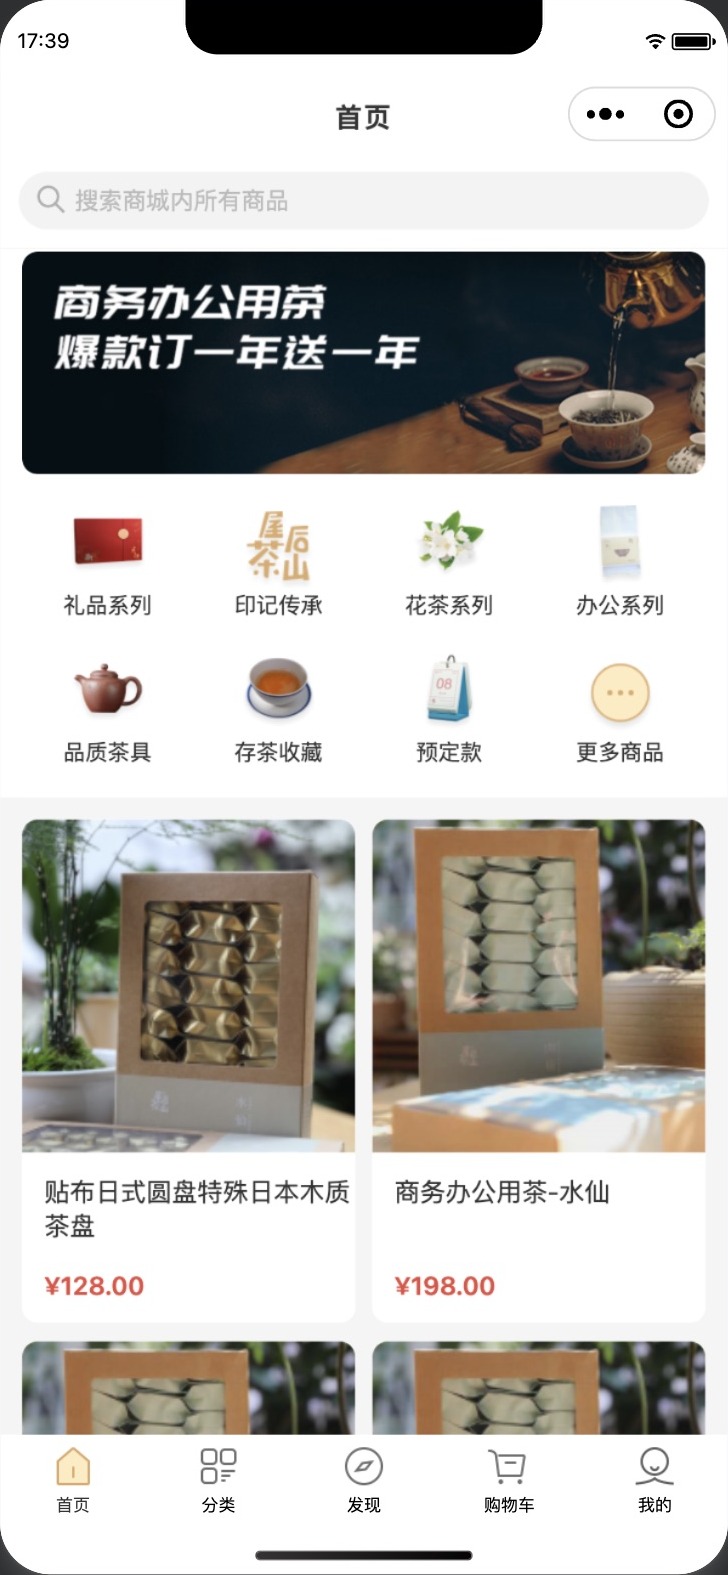 17:39
首页
搜索商城内所有商品
商务办公用茶
爆款订一年送一年
屋后
茶山
礼品系列
印记传承
花茶系列
办公系列
08
品质茶具
存茶收藏
预定款
更多商品
贴布日式圆盘特殊日本木质
茶盘
商务办公用茶-水仙
¥128.00
¥198.00
首页
分类
发现
购物车
我的